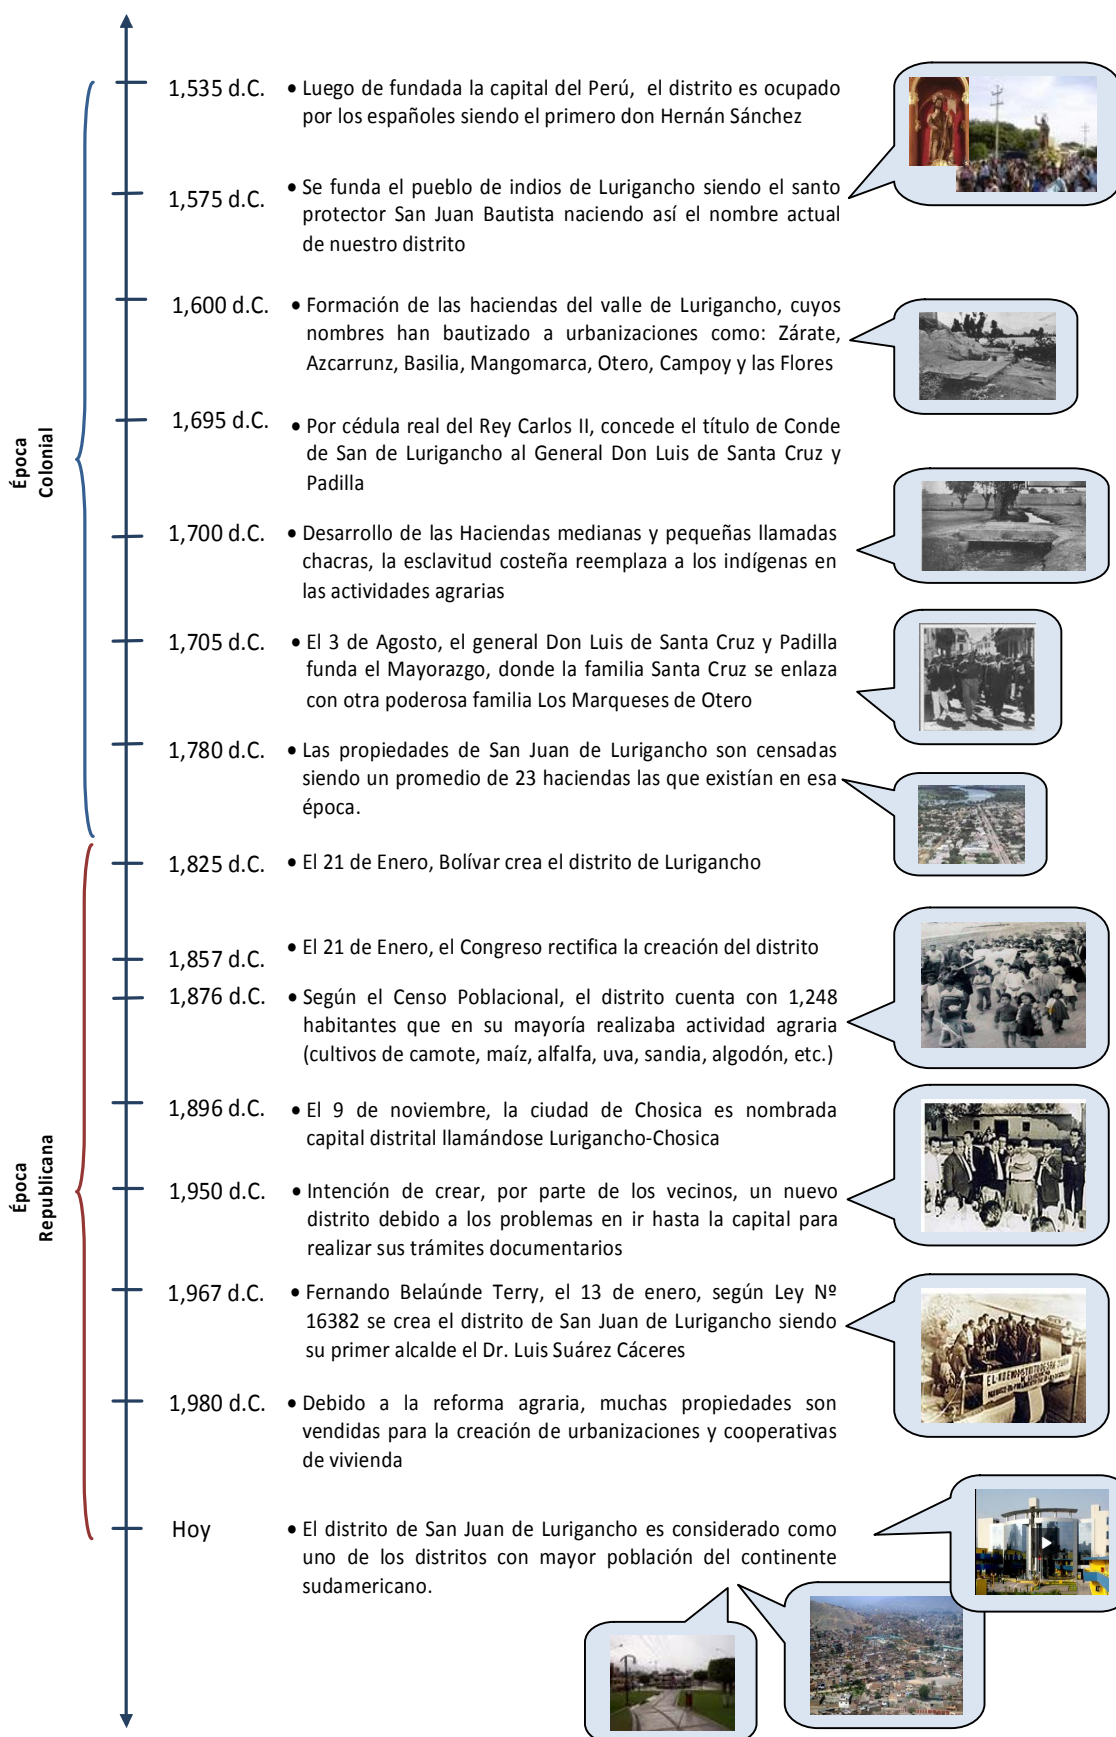 1,535 d.C.
• Luego de fundada la capital del Perú, el distrito es ocupado
por los españoles siendo el primero don Hernán Sánchez
1,575 d.C.
• Se funda el pueblo de indios de Lurigancho siendo el santo
protector San Juan Bautista naciendo así el nombre actual
de nuestro distrito
1,600 d.C.
• Formación de las haciendas del valle de Lurigancho, cuyos
nombres han bautizado a urbanizaciones como: Zárate,
Azcarrunz, Basilia, Mangomarca, Otero, Campoy y las Flores
Época
Colonial
1,695 d.C.
• Por cédula real del Rey Carlos II, concede el título de Conde
de San de Lurigancho al General Don Luis de Santa Cruz y
Padilla
1,700 d.C.
• Desarrollo de las Haciendas medianas y pequeñas llamadas
chacras, la esclavitud costeña reemplaza a los indígenas en
las actividades agrarias
1,705 d.C.
• El 3 de Agosto, el general Don Luis de Santa Cruz y Padilla
funda el Mayorazgo, donde la familia Santa Cruz se enlaza
con otra poderosa familia Los Marqueses de Otero
1,780 d.C.
• Las propiedades de San Juan de Lurigancho son censadas
siendo un promedio de 23 haciendas las que existían en esa
época.
1,825 d.C.
• El 21 de Enero, Bolívar crea el distrito de Lurigancho
1,857 d.C.
• El 21 de Enero, el Congreso rectifica la creación del distrito
1,876 d.C.
• Según el Censo Poblacional, el distrito cuenta con 1,248
habitantes que en su mayoría realizaba actividad agraria
(cultivos de camote, maíz, alfalfa, uva, sandia, algodón, etc.)
1,896 d.C.
• El 9 de noviembre, la ciudad de Chosica es nombrada
capital distrital llamándose Lurigancho-Chosica
Época
Republicana
1,950 d.C.
• Intención de crear, por parte de los vecinos, un nuevo
distrito debido a los problemas en ir hasta la capital para
realizar sus trámites documentarios
1,967 d.C.
• Fernando Belaúnde Terry, el 13 de enero, según Ley Nº
16382 se crea el distrito de San Juan de Lurigancho siendo
su primer alcalde el Dr. Luis Suárez Cáceres
EL NUEVO DISTRITO DE SAN JUAN
1,980 d.C.
• Debido a la reforma agraria, muchas propiedades son
vendidas para la creación de urbanizaciones y cooperativas
de vivienda
Hoy
• El distrito de San Juan de Lurigancho es considerado como
uno de los distritos con mayor población del continente
sudamericano.